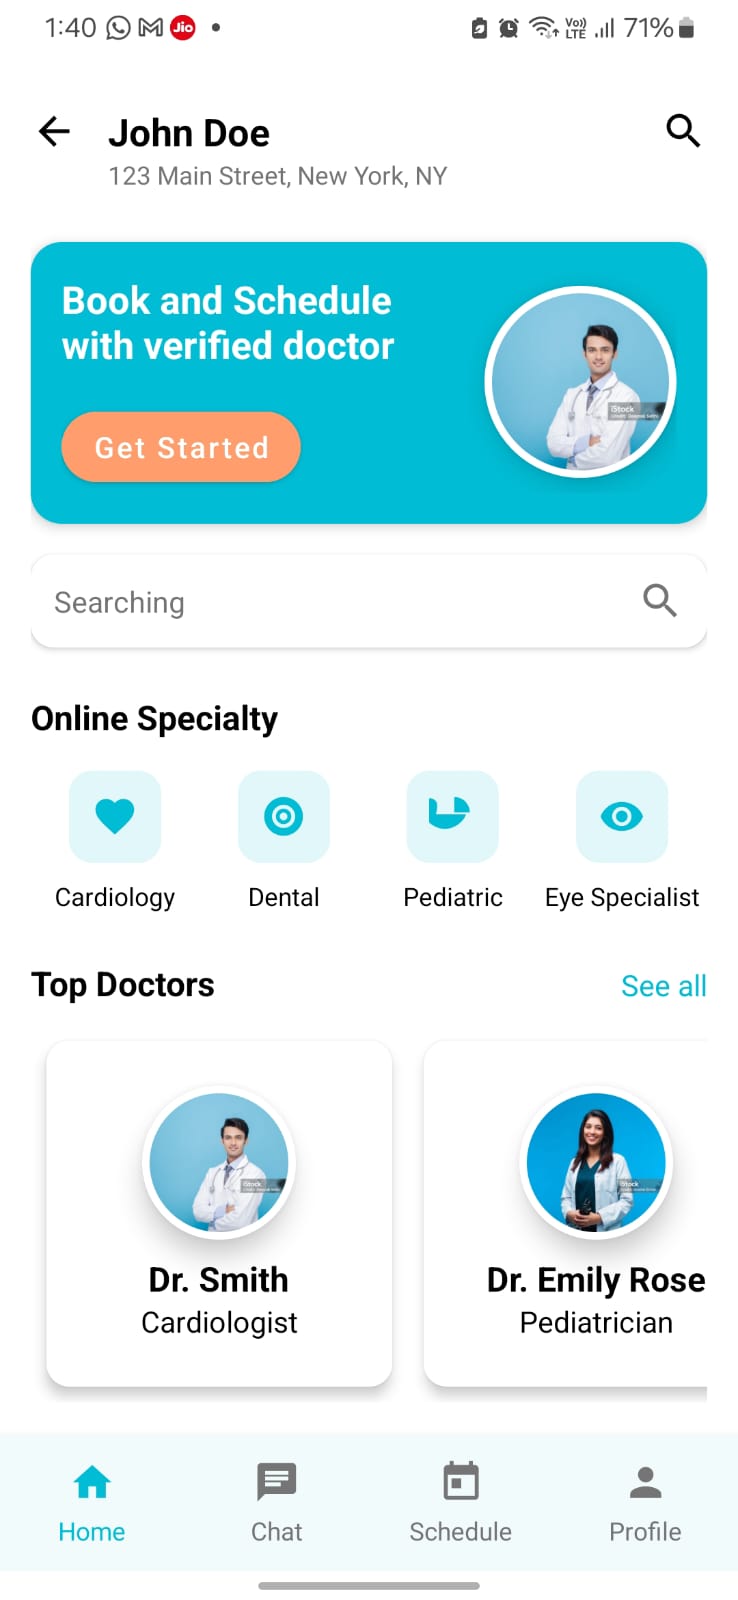 1:40 Jio Vo)) LTE 71%
John Doe
123 Main Street, New York, NY
Book and Schedule
with verified doctor
iStock
Get Started
Searching
Online Specialty
Cardiology Dental Pediatric Eye Specialist
Top Doctors See all
iStock iStock
Dr. Smith Dr. Emily Rose
Cardiologist Pediatrician
Home Chat Schedule Profile